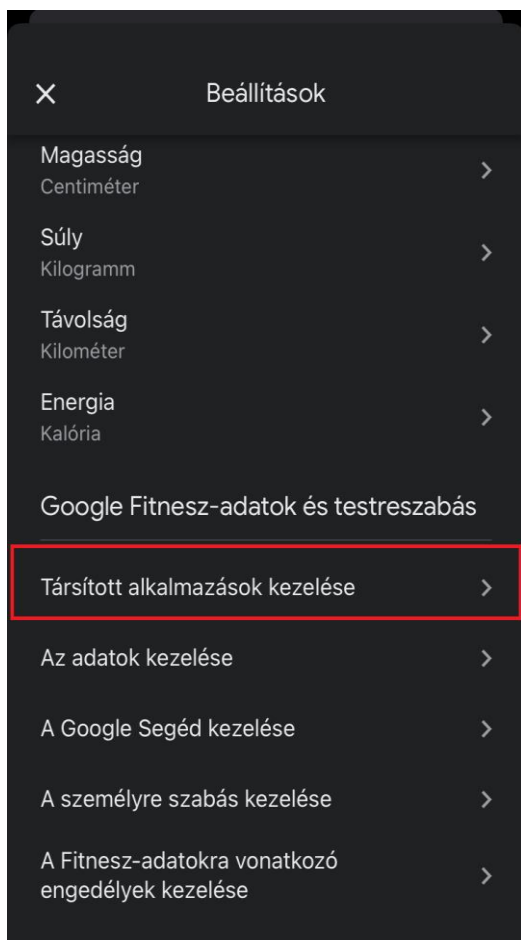 Beállítások
Magasság
Centiméter
Súly
Kilogramm
Távolság
Kilométer
Energia
Kalória
Google Fitnesz-adatok és testreszabás
Társított alkalmazások kezelése
Az adatok kezelése
A Google Segéd kezelése
A személyre szabás kezelése
A Fitnesz-adatokra vonatkozó
engedélyek kezelése